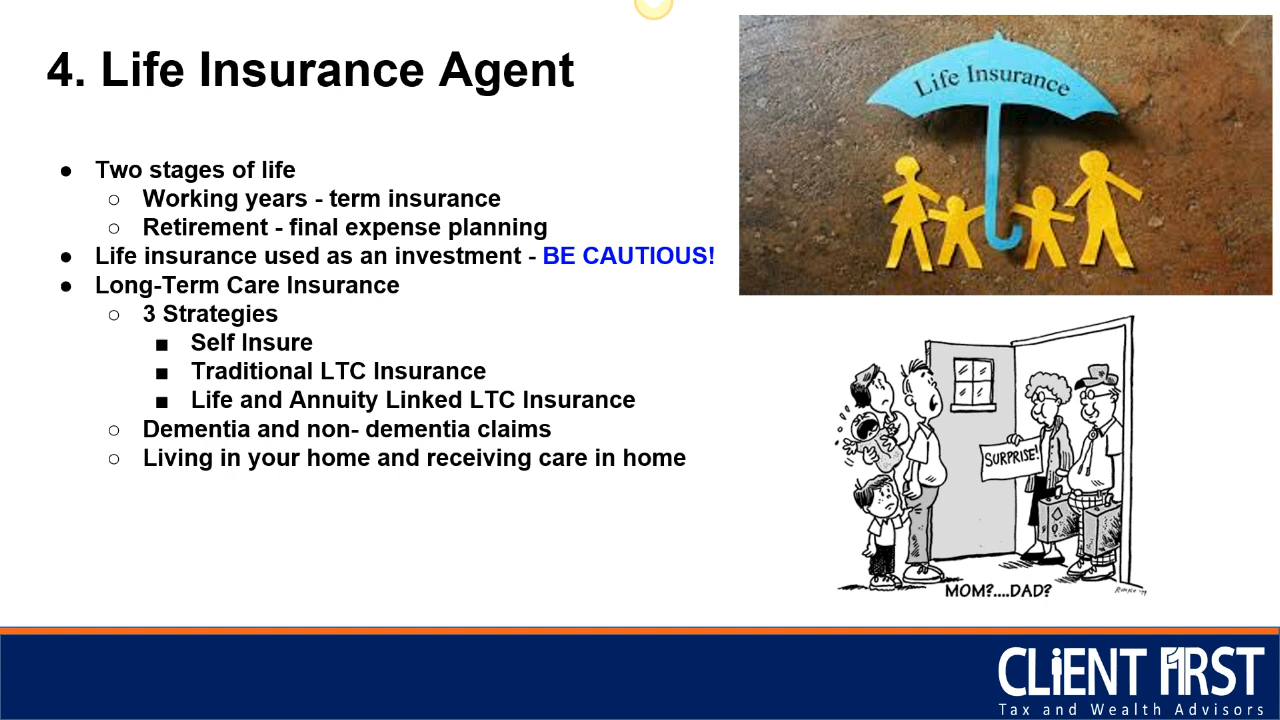 4. Life Insurance Agent
● Two stages of life
○ Working years - term insurance
○ Retirement - final expense planning
● Life insurance used as an investment - BE CAUTIOUS!
● Long-Term Care Insurance
○ 3 Strategies
■ Self Insure
■ Traditional LTC Insurance
■ Life and Annuity Linked LTC Insurance
○ Dementia and non- dementia claims
○ Living in your home and receiving care in home
Life Insurance
SURPRISE!
MOM?....DAD?
CLiENT F1RST
Tax and Wealth Advisors